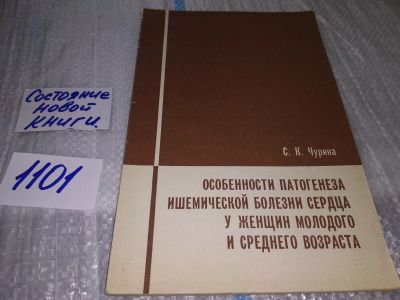 Состояние
новой
книги.
1101
С. К. Чурина
ОСОБЕННОСТИ ПАТОГЕНЕЗА
ИШЕМИЧЕСКОЙ БОЛЕЗНИ СЕРДЦА
У ЖЕНЩИН МОЛОДОГО
И СРЕДНЕГО ВОЗРАСТА